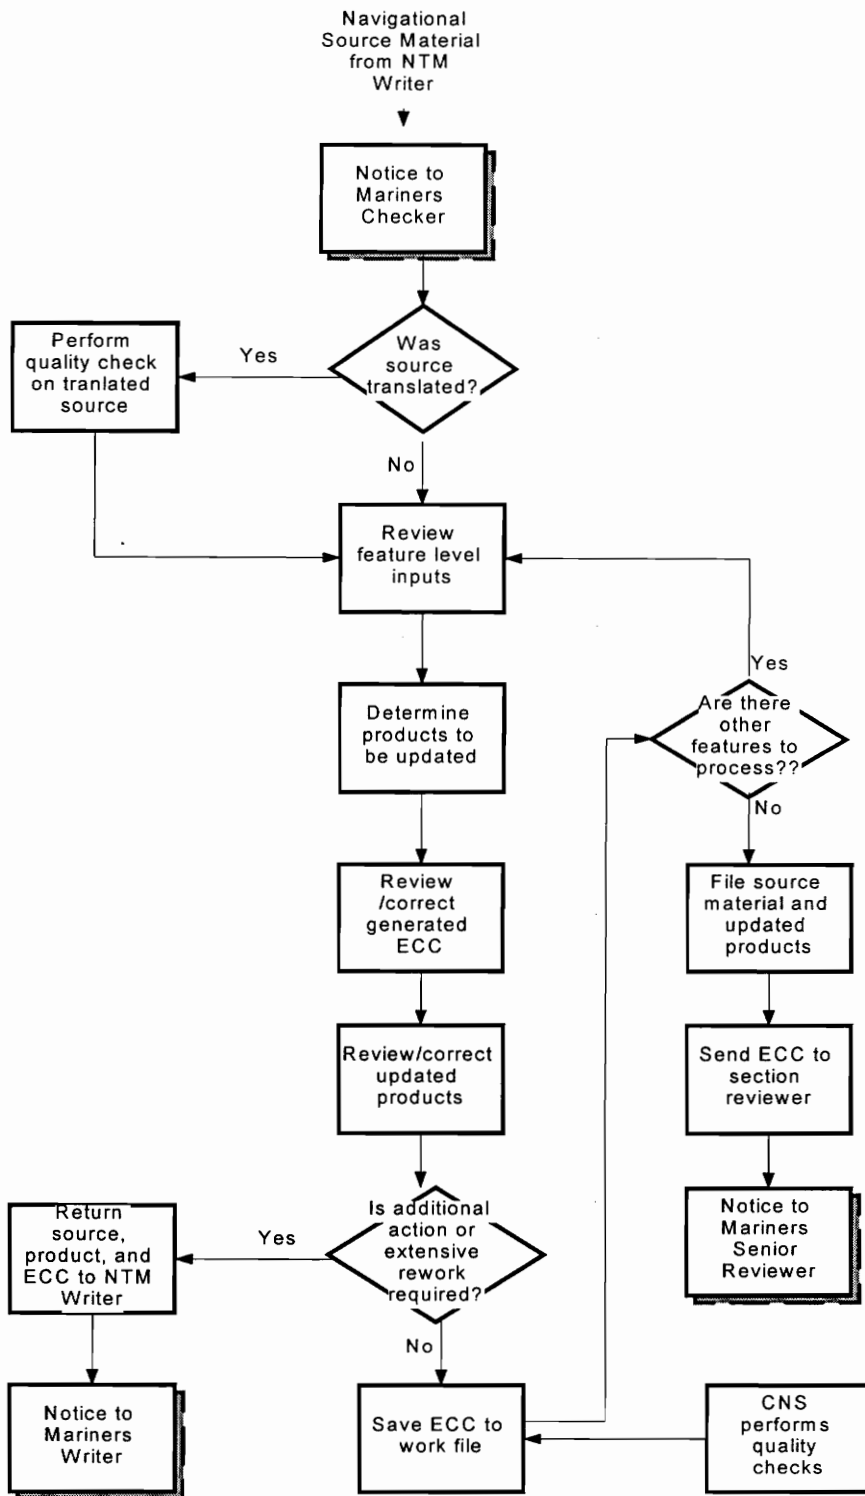 Navigational
Source Material
from NTM
Writer
Notice to
Mariners
Checker
Was
source
translated?
Yes
Perform
quality check
on tranlated
source
No
Review
feature level
inputs
Determine
products to
be updated
Review
/correct
generated
ECC
Review/correct
updated
products
Is additional
action or
extensive
rework
required?
Yes
Return
source,
product, and
ECC to NTM
Writer
Notice to
Mariners
Writer
No
Save ECC to
work file
CNS
performs
quality
checks
Are there
other
features to
process??
Yes
No
File source
material and
updated
products
Send ECC to
section
reviewer
Notice to
Mariners
Senior
Reviewer